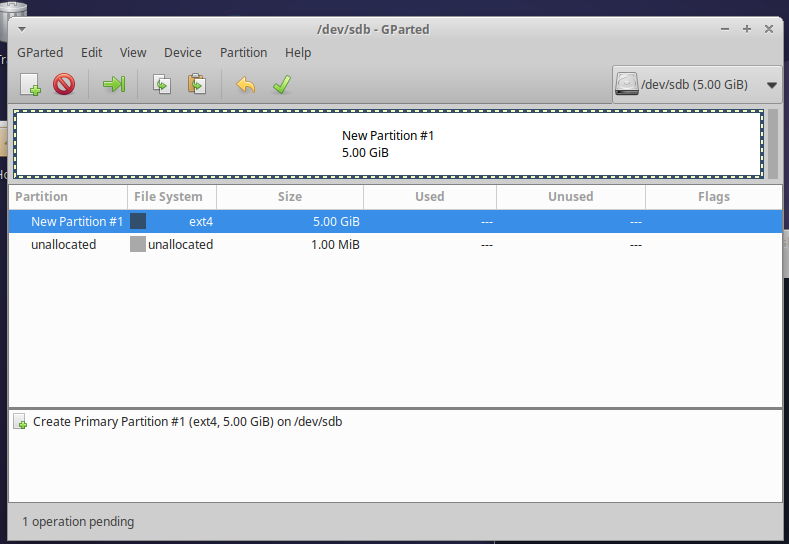 /dev/sdb - GParted
GParted Edit View Device Partition Help
/dev/sdb (5.00 GiB)
New Partition #1
5.00 GiB
Partition File System Size Used Unused Flags
New Partition #1 ext4 5.00 GiB --- ---
unallocated unallocated 1.00 MiB --- ---
Create Primary Partition #1 (ext4, 5.00 GiB) on /dev/sdb
1 operation pending